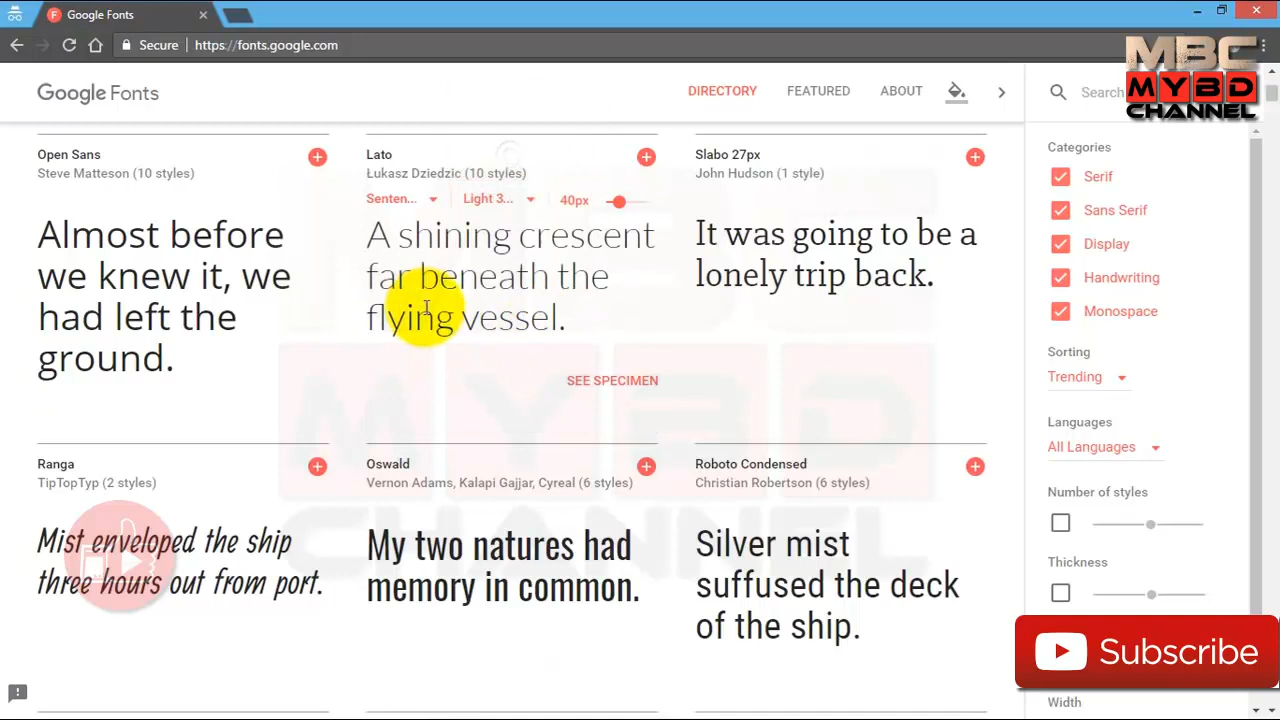 Google Fonts
Secure
https://fonts.google.com
Google Fonts
DIRECTORY
FEATURED
ABOUT
Search
MBC
MYBD
CHANNEL
Open Sans
Steve Matteson (10 styles)
Almost before
we knew it, we
had left the
ground.
Lato
Łukasz Dziedzic (10 styles)
Senten...
Light 3...
40px
A shining crescent
far beneath the
flying vessel.
SEE SPECIMEN
Slabo 27px
John Hudson (1 style)
It was going to be a
lonely trip back.
Ranga
TipTopTyp (2 styles)
Mist enveloped the ship
three hours out from port.
Oswald
Vernon Adams, Kalapi Gajjar, Cyreal (6 styles)
My two natures had
memory in common.
Roboto Condensed
Christian Robertson (6 styles)
Silver mist
suffused the deck
of the ship.
Categories
Serif
Sans Serif
Display
Handwriting
Monospace
Sorting
Trending
Languages
All Languages
Number of styles
Thickness
Subscribe
Width
MYBD
CHANNEL